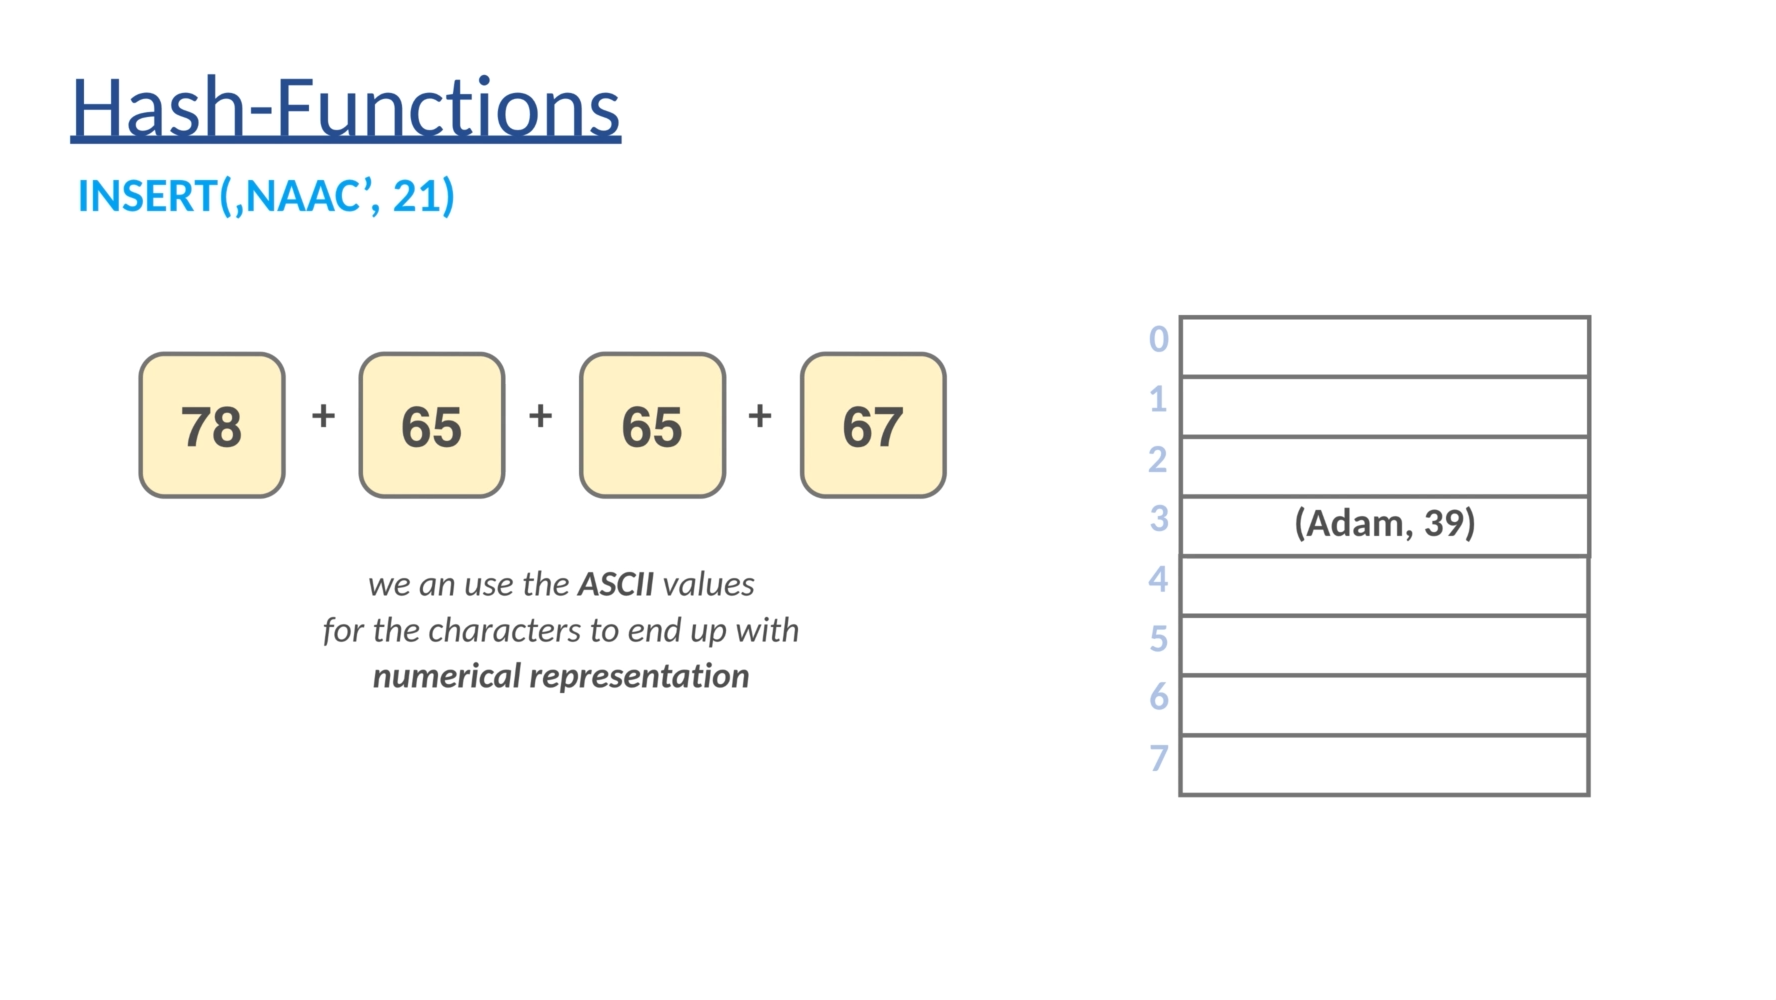 Hash-Functions
INSERT(,NAAC’, 21)
78 + 65 + 65 + 67
we an use the ASCII values
for the characters to end up with
numerical representation
0
1
2
3 (Adam, 39)
4
5
6
7